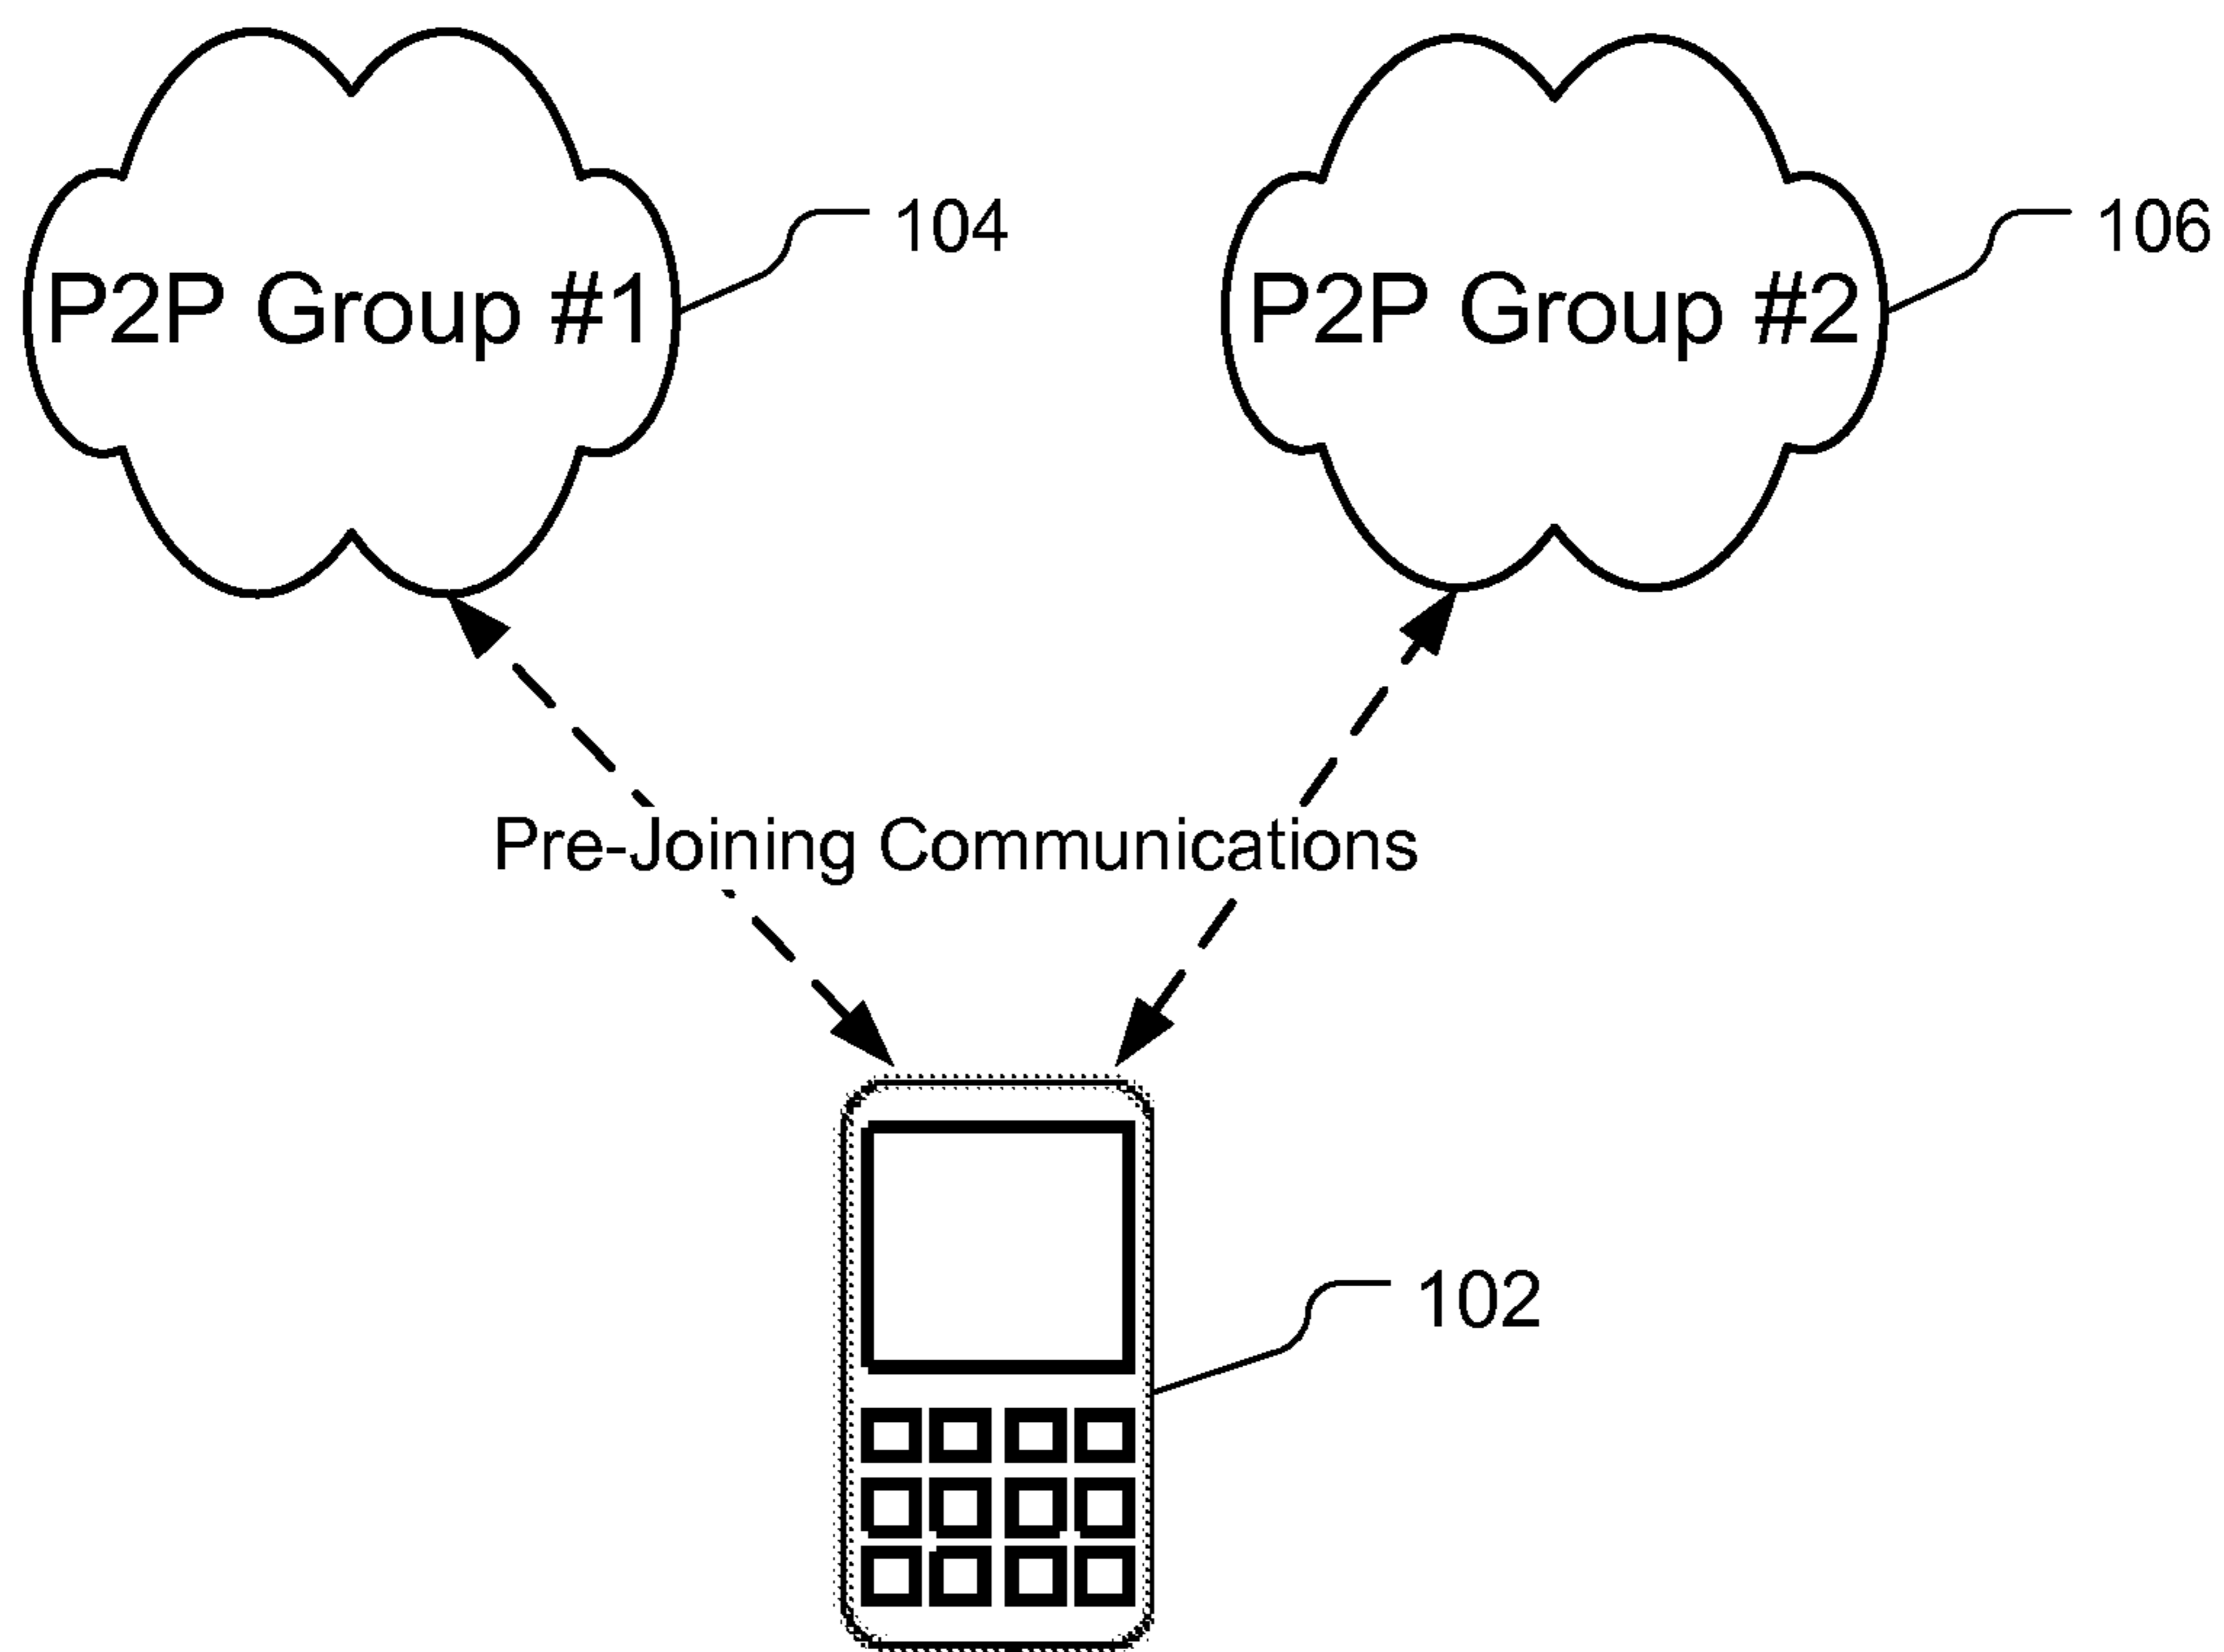 104
106
P2P Group #1
P2P Group #2
Pre-Joining Communications
102